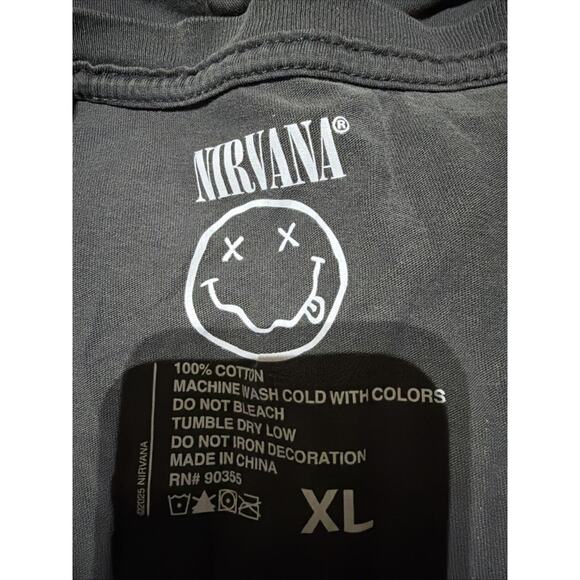 NIRVANA®
100% COTTON
MACHINE WASH COLD WITH COLORS
DO NOT BLEACH
TUMBLE DRY LOW
DO NOT IRON DECORATION
MADE IN CHINA
RN# 90355
XL
©2025 NIRVANA